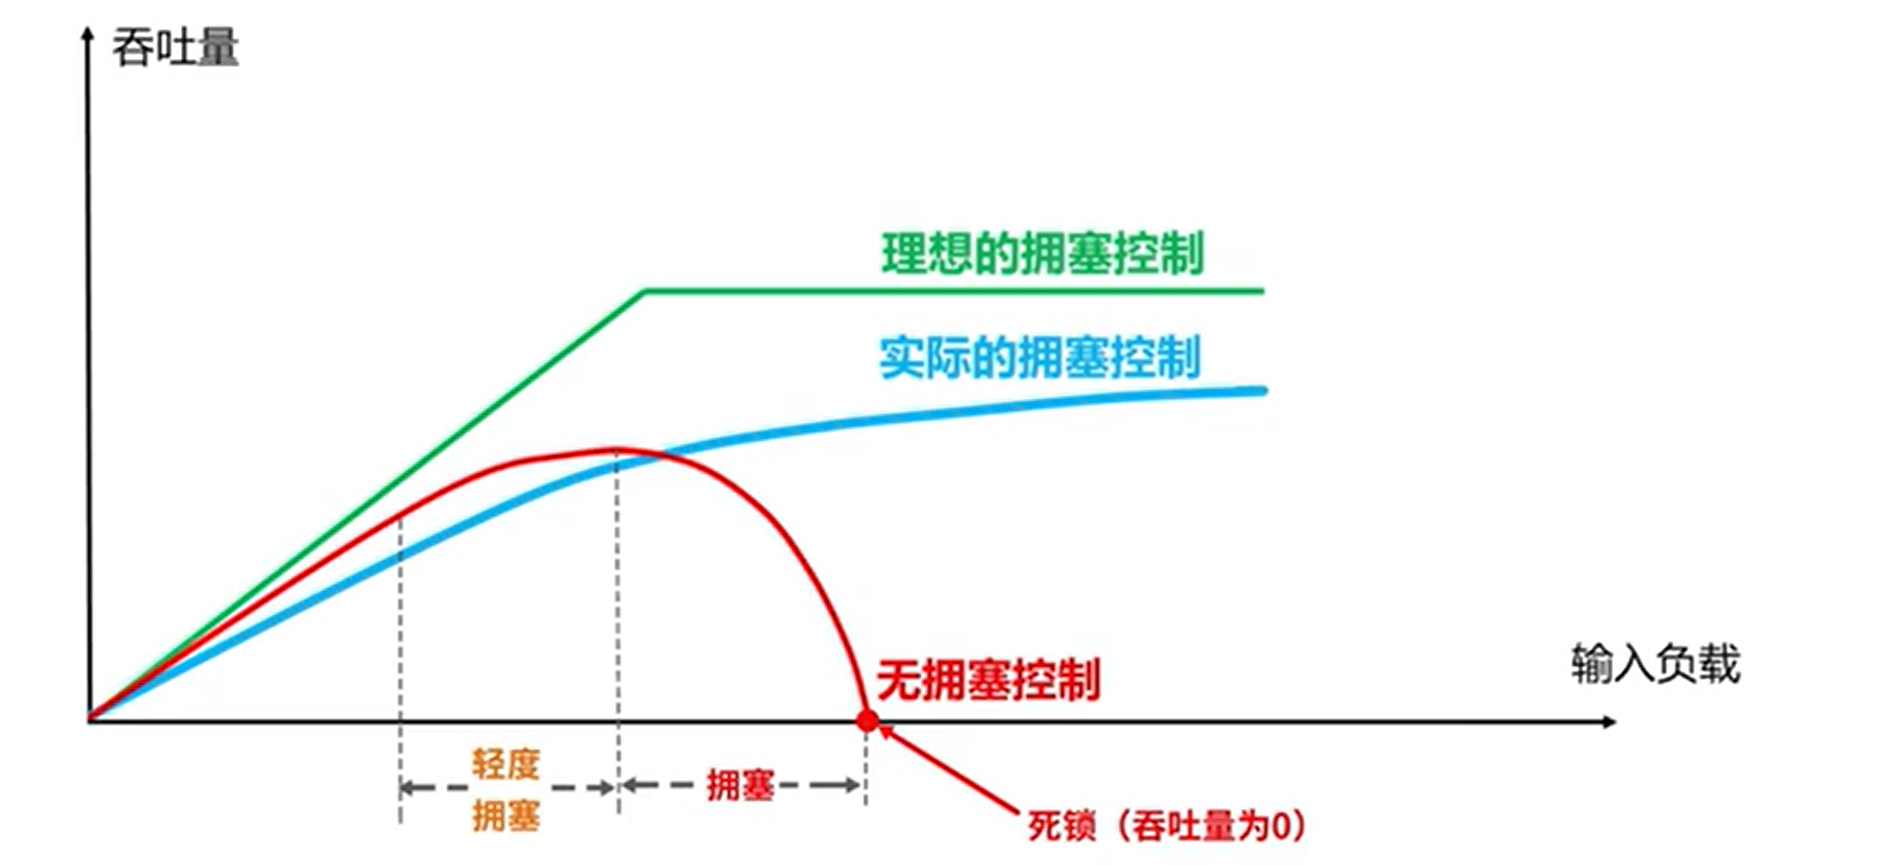 吞吐量
理想的拥塞控制
实际的拥塞控制
无拥塞控制
输入负载
轻度
拥塞
拥塞
死锁（吞吐量为0）